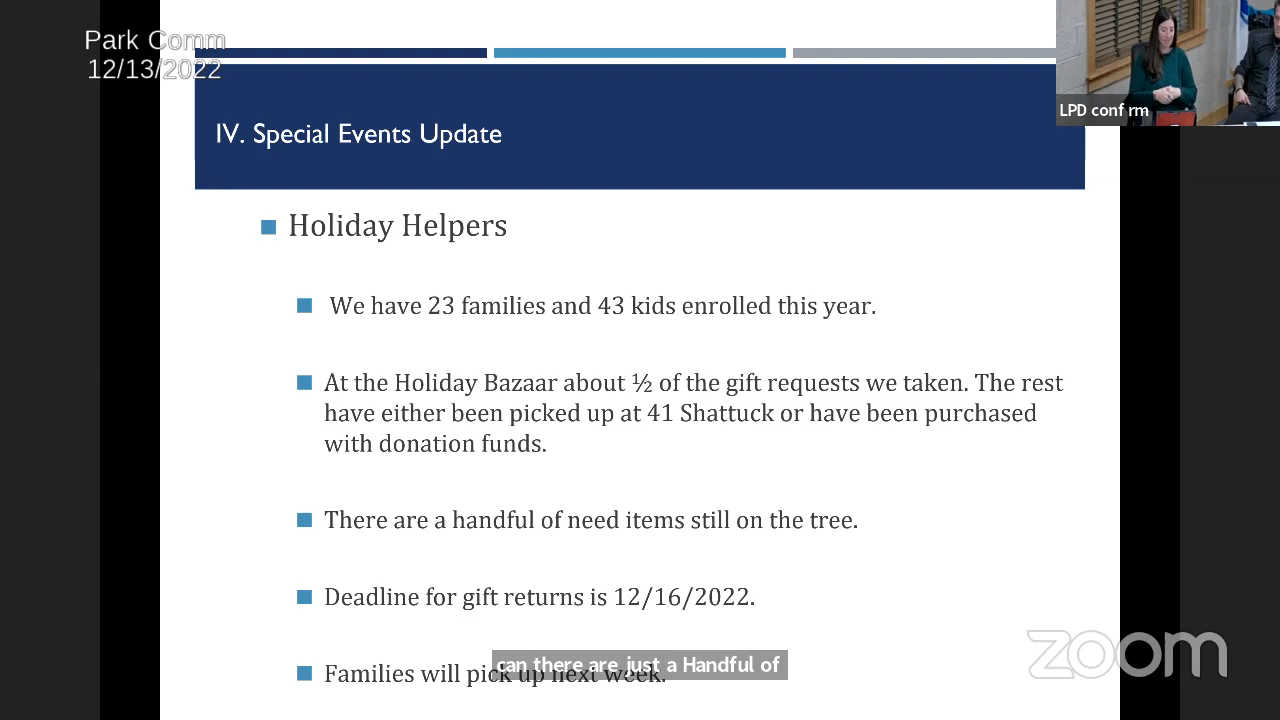 Park Comm
12/13/2022
LPD conf rm
IV. Special Events Update
Holiday Helpers
We have 23 families and 43 kids enrolled this year.
At the Holiday Bazaar about ½ of the gift requests we taken. The rest
have either been picked up at 41 Shattuck or have been purchased
with donation funds.
There are a handful of need items still on the tree.
Deadline for gift returns is 12/16/2022.
Families will pick up next week.
can there are just a Handful of
zoom